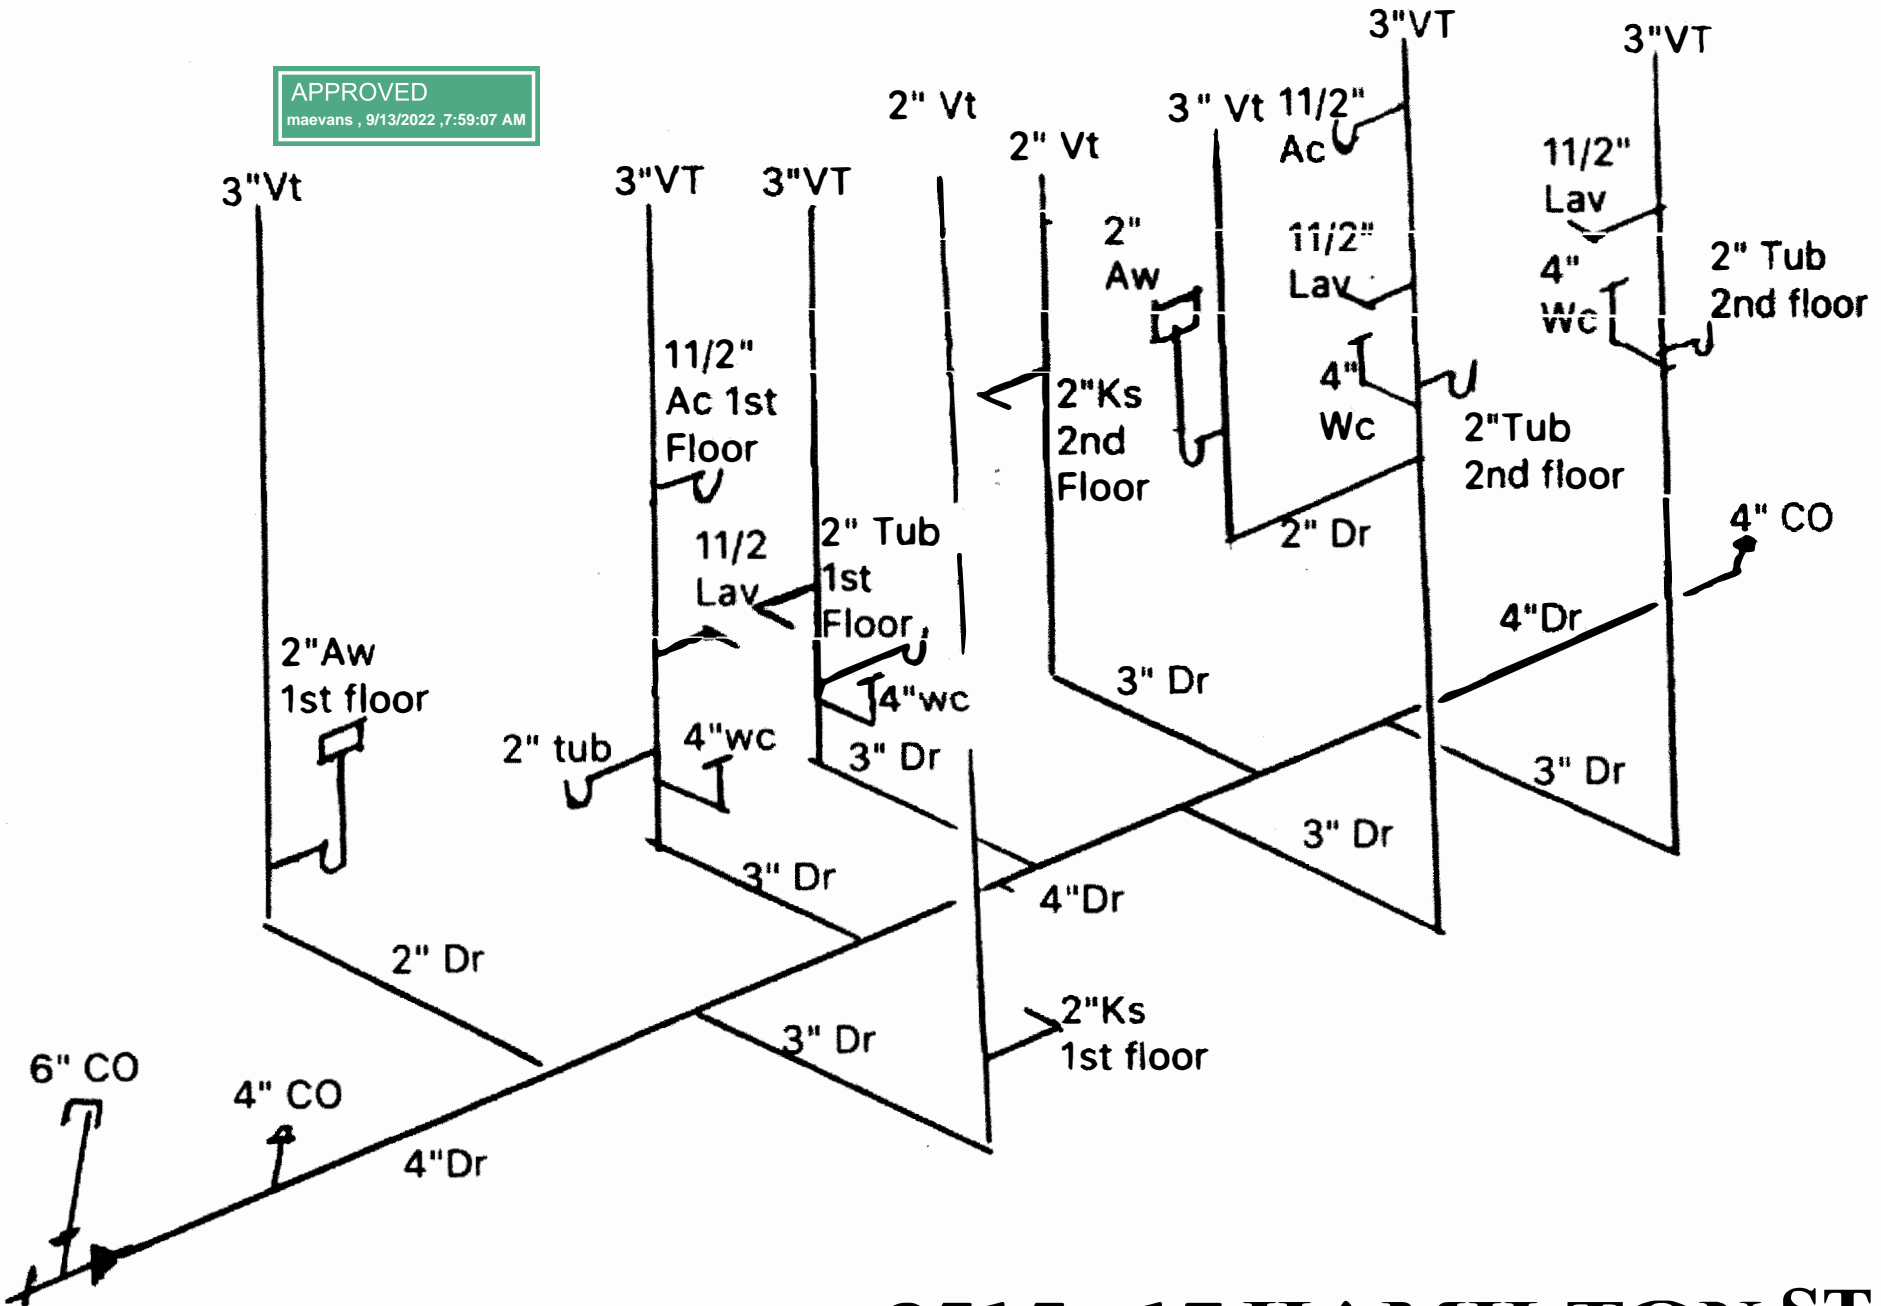 3"VT
3"VT
APPROVED
maevans , 9/13/2022 ,7:59:07 AM
2" Vt
3" Vt
11/2"
Ac
2" Vt
11/2"
Lav
3"Vt
3"VT
3"VT
2"
Aw
11/2"
Lav
4"
Wc
2" Tub
2nd floor
11/2"
Ac 1st
Floor
2"Ks
2nd
Floor
4"
Wc
2"Tub
2nd floor
11/2
Lav
2" Tub
1st
Floor
2" Dr
4" CO
4"Dr
2"Aw
1st floor
3" Dr
4"wc
2" tub
4"wc
3" Dr
3" Dr
3" Dr
3" Dr
4"Dr
2" Dr
3" Dr
2"Ks
1st floor
6" CO
4" CO
4"Dr
ST